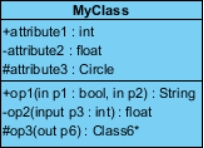 MyClass
+attribute1 : int
-attribute2 : float
#attribute3 : Circle
+op1(in p1 : bool, in p2) : String
-op2(input p3 : int) : float
#op3(out p6) : Class6*